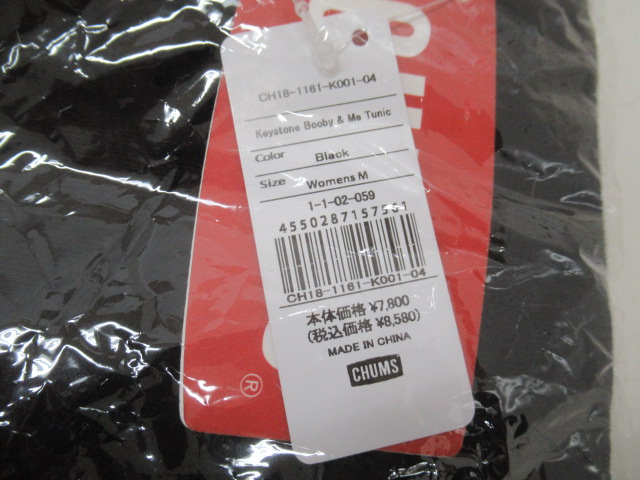 CH18-1161-K001-04
Keystone Booby & Me Tunic
Color Black
Size Womens M
1-1-02-059
4550287157561
CH18-1161-K001-04
本体価格 ¥7,800
(税込価格 ¥8,580)
MADE IN CHINA
CHUMS
®